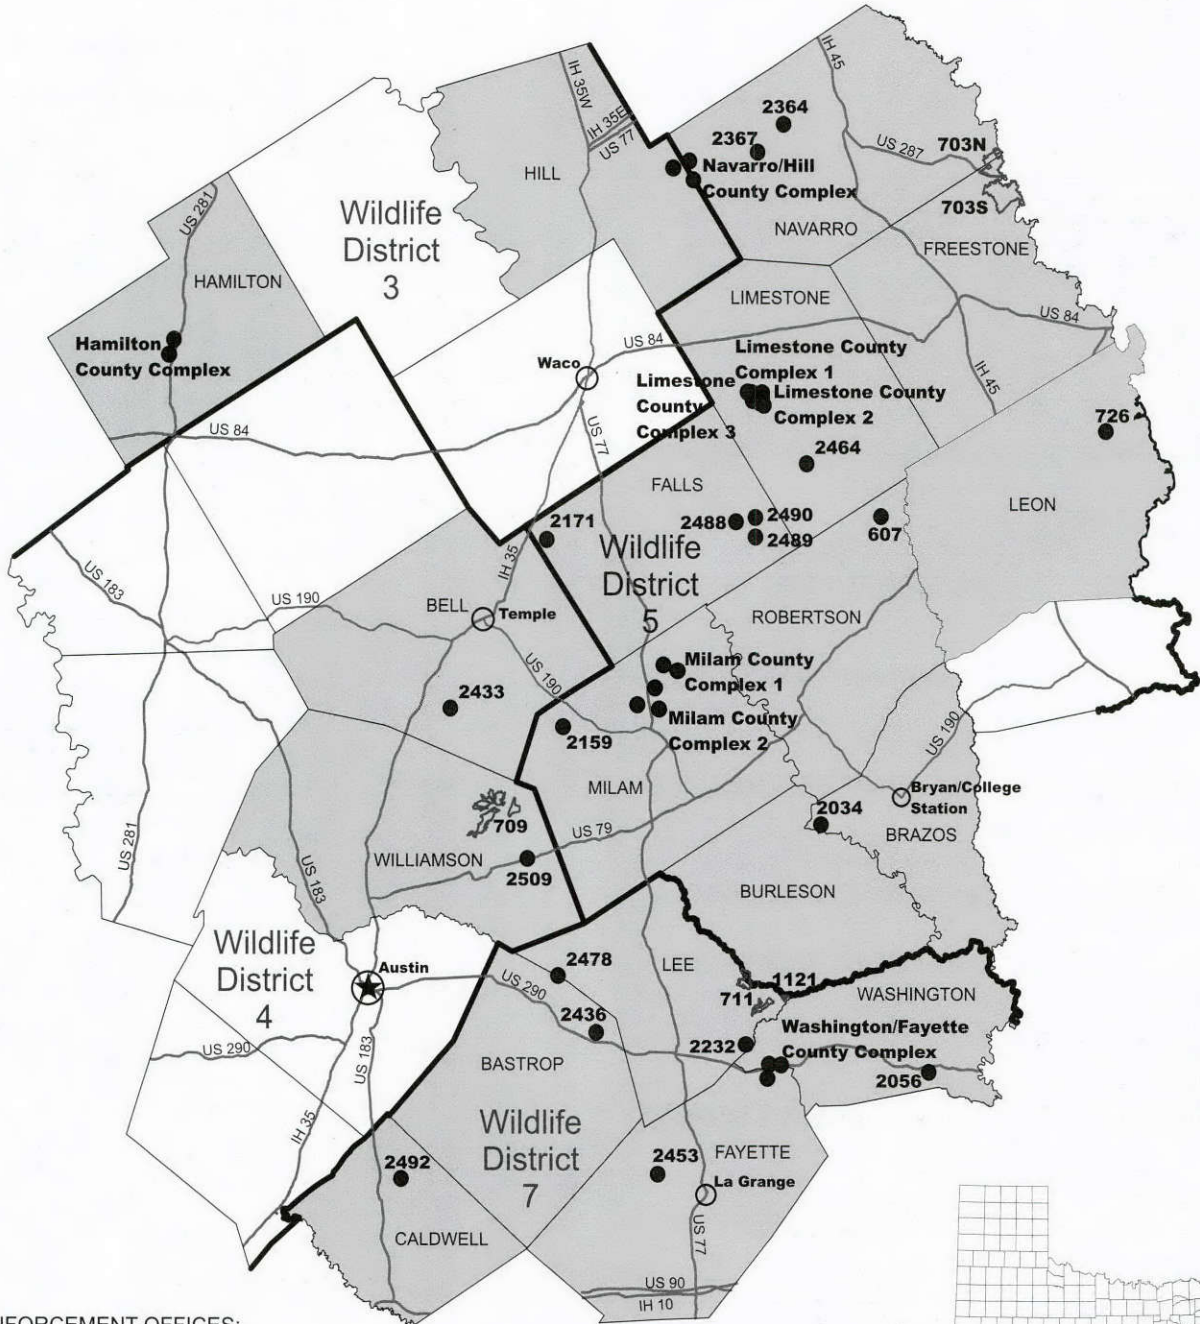 IH 35W
IH 45
IH 35E
US 77
2364
2367
US 287
703N
Navarro/Hill
County Complex
703S
HILL
NAVARRO
FREESTONE
US 281
Wildlife
District
3
HAMILTON
LIMESTONE
US 84
Hamilton
County Complex
Waco
US 84
Limestone County
Complex 1
IH 45
Limestone
County
Complex 3
Limestone County
Complex 2
726
US 84
US 77
2464
FALLS
LEON
2171
2488
2490
2489
607
Wildlife
District
5
IH 35
US 183
US 190
BELL
Temple
ROBERTSON
US 190
Milam County
Complex 1
2433
Milam County
Complex 2
2159
US 190
MILAM
Bryan/College
Station
2034
BRAZOS
709
US 79
US 281
WILLIAMSON
2509
US 183
BURLESON
Wildlife
District
4
Austin
2478
LEE
US 290
711
1121
WASHINGTON
2436
2232
Washington/Fayette
County Complex
US 290
US 183
BASTROP
2056
IH 35
Wildlife
District
7
2492
2453
FAYETTE
La Grange
CALDWELL
US 77
US 90
IH 10